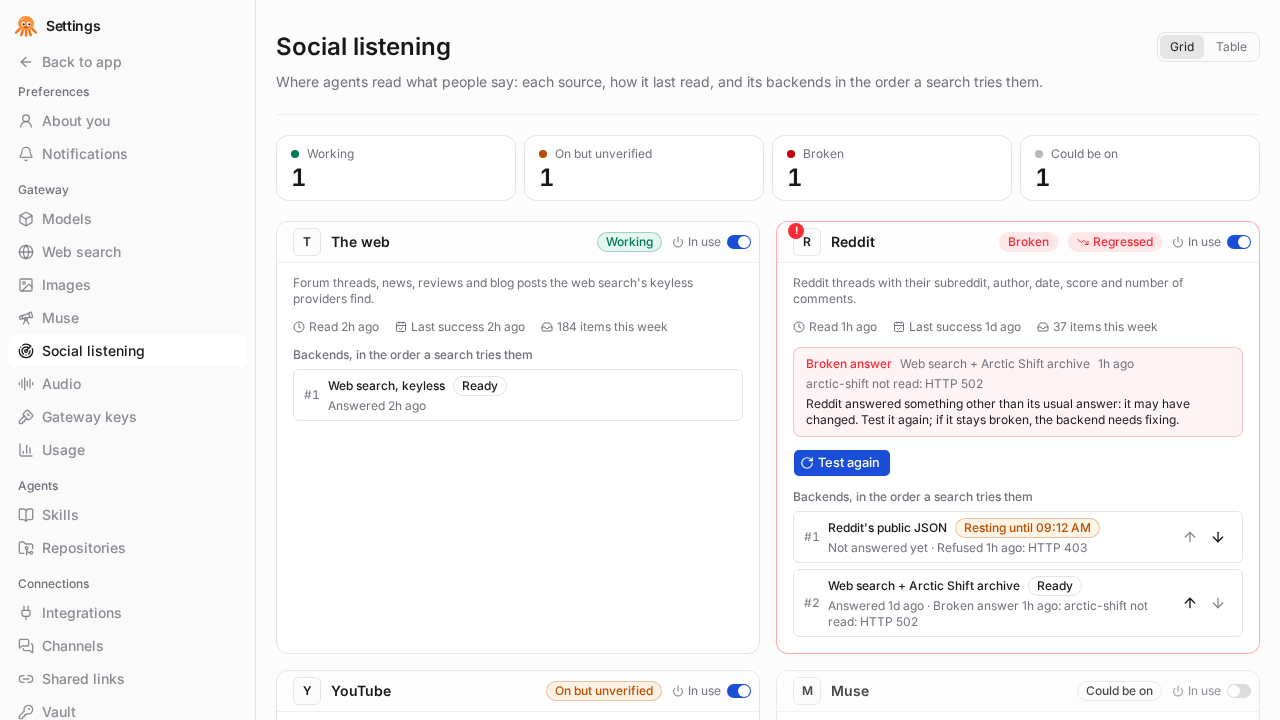 Settings
Back to app
Preferences
About you
Notifications
Gateway
Models
Web search
Images
Muse
Social listening
Audio
Gateway keys
Usage
Agents
Skills
Repositories
Connections
Integrations
Channels
Shared links
Vault
Social listening
Grid
Table
Where agents read what people say: each source, how it last read, and its backends in the order a search tries them.
Working
1
On but unverified
1
Broken
1
Could be on
1
T
The web
Working
In use
Forum threads, news, reviews and blog posts the web search's keyless
providers find.
Read 2h ago
Last success 2h ago
184 items this week
Backends, in the order a search tries them
#1
Web search, keyless
Ready
Answered 2h ago
!
R
Reddit
Broken
Regressed
In use
Reddit threads with their subreddit, author, date, score and number of
comments.
Read 1h ago
Last success 1d ago
37 items this week
Broken answer Web search + Arctic Shift archive 1h ago
arctic-shift not read: HTTP 502
Reddit answered something other than its usual answer: it may have
changed. Test it again; if it stays broken, the backend needs fixing.
Test again
Backends, in the order a search tries them
#1
Reddit's public JSON
Resting until 09:12 AM
Not answered yet · Refused 1h ago: HTTP 403
#2
Web search + Arctic Shift archive
Ready
Answered 1d ago · Broken answer 1h ago: arctic-shift not
read: HTTP 502
Y
YouTube
On but unverified
In use
M
Muse
Could be on
In use